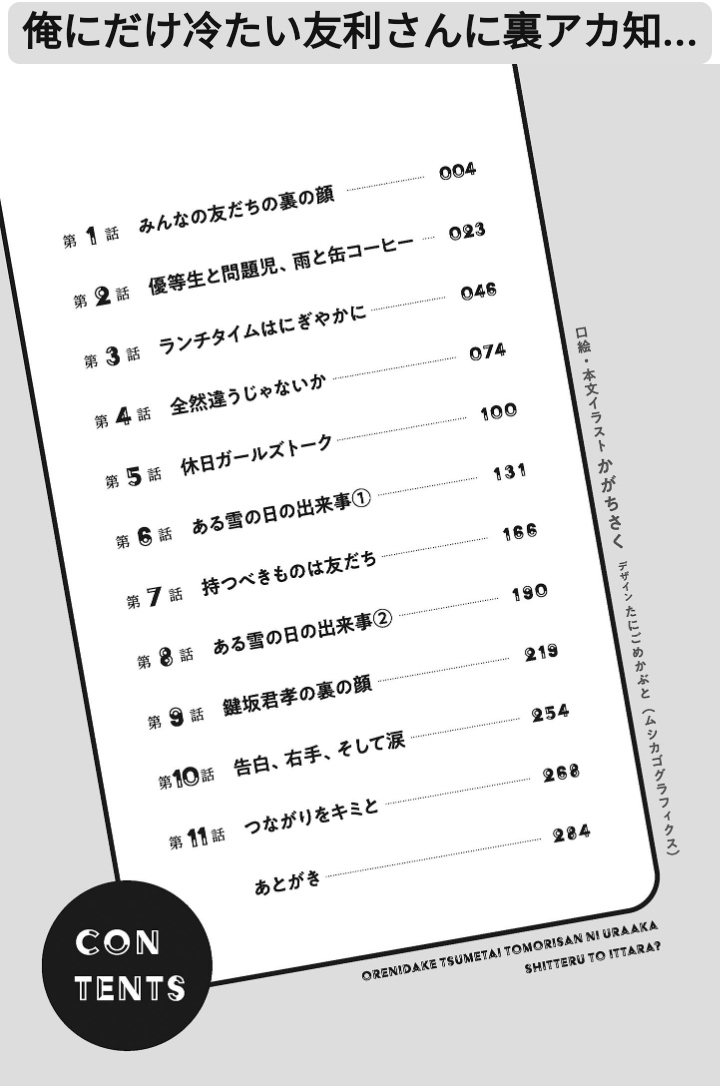 俺にだけ冷たい友利さんに裏アカ知...
第1話 みんなの友だちの裏の顔 004
第2話 優等生と問題児、雨と缶コーヒー 023
第3話 ランチタイムはにぎやかに 046
第4話 全然違うじゃないか 074
第5話 休日ガールズトーク 100
第6話 ある雪の日の出来事① 131
第7話 持つべきものは友だち 166
第8話 ある雪の日の出来事② 190
第9話 鍵坂君孝の裏の顔 219
第10話 告白、右手、そして涙 254
第11話 つながりをキミと 268
あとがき 284
口絵・本文イラスト かがちさく デザイン たにごめかぶと(ムシカゴグラフィクス)
CON
TENTS
ORENIDAKE TSUMETAI TOMORISAN NI URAAKA
SHITTERU TO ITTARA?